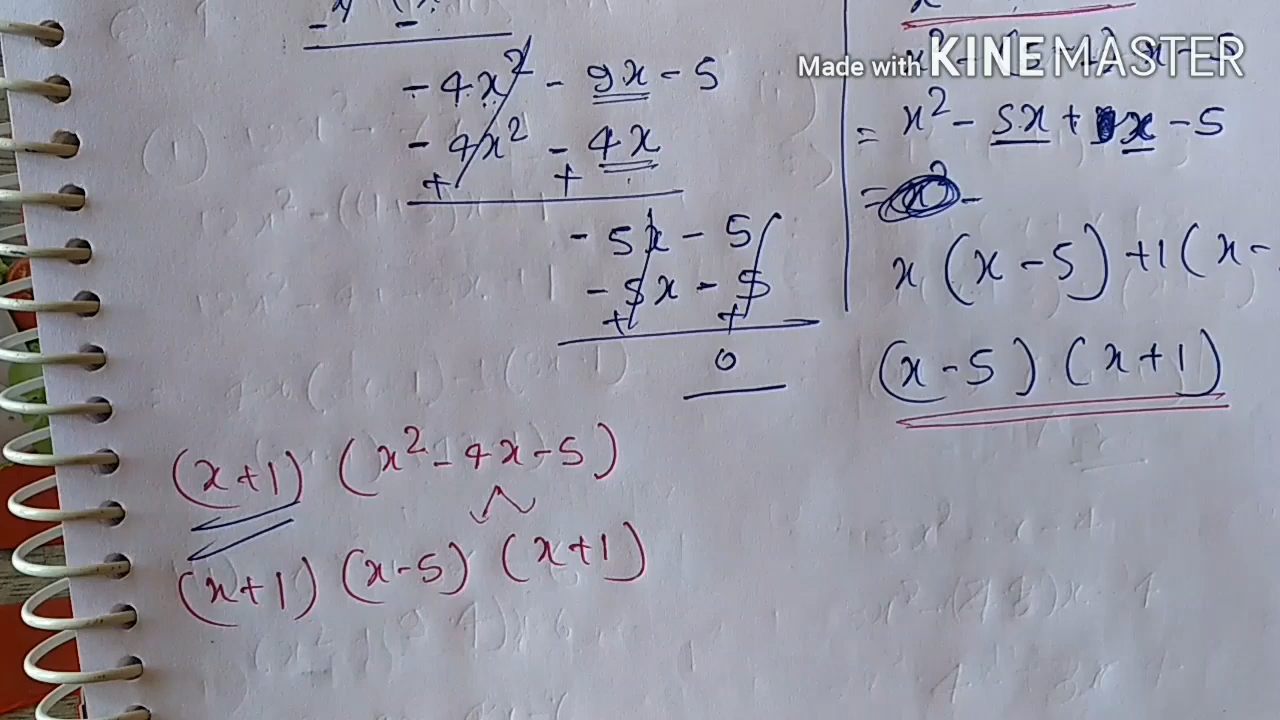 - 4x² - 9x - 5
- 4x² - 4x
+ +
- 5x - 5
- 5x - 5
+ +
0
(x+1) (x² - 4x - 5)
(x+1) (x-5) (x+1)
Made with KINEMASTER
= x² - 5x + 1x - 5
x (x - 5) +1 ( x -
(x - 5) (x + 1)